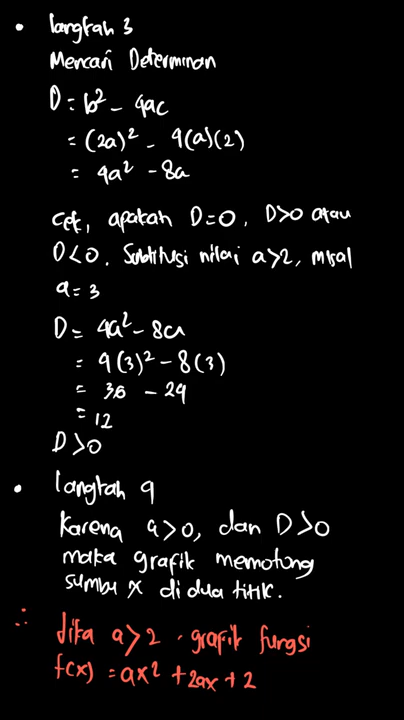 • langkah 3
Mencari Determinan
D = b² - 4ac
= (2a)² - 4(a)(2)
= 4a² - 8a
cek, apakah D=0, D>0 atau
D<0. Substitusi nilai a>2, misal
a = 3
D = 4a² - 8a
= 4(3)² - 8(3)
= 36 - 24
= 12
D>0
• langkah 4
Karena a>0, dan D>0
maka grafik memotong
sumbu X di dua titik.
∴ Jika a>2 . grafik fungsi
f(x) = ax² + 2ax + 2